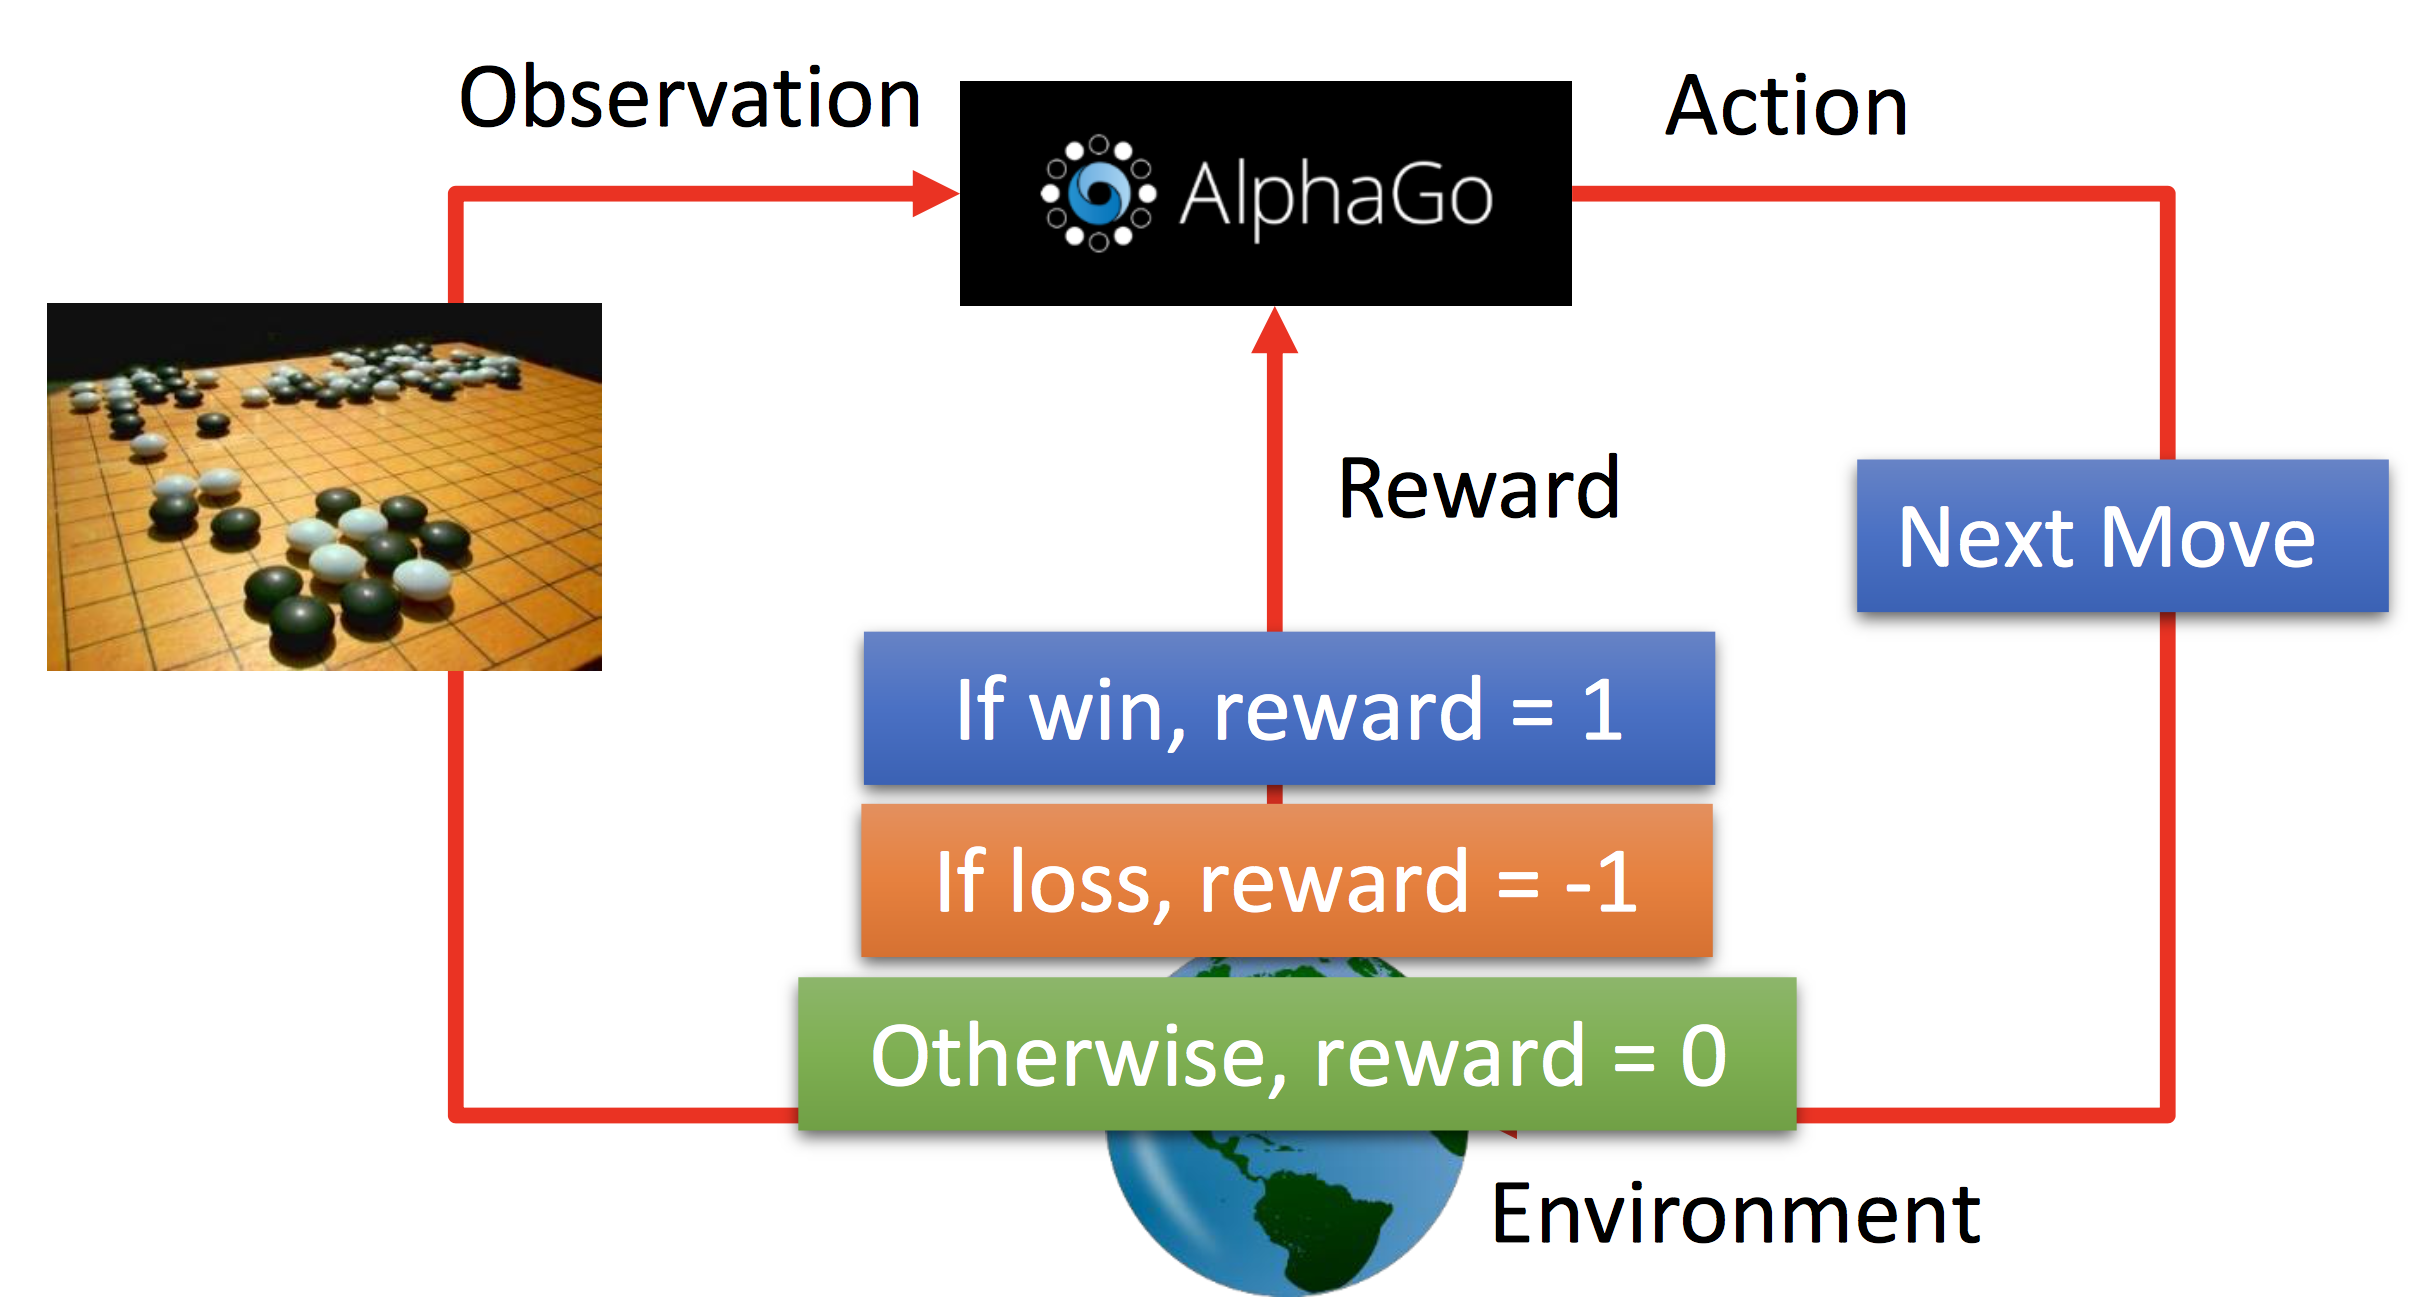 Observation
AlphaGo
Action
Reward
Next Move
If win, reward = 1
If loss, reward = -1
Otherwise, reward = 0
Environment